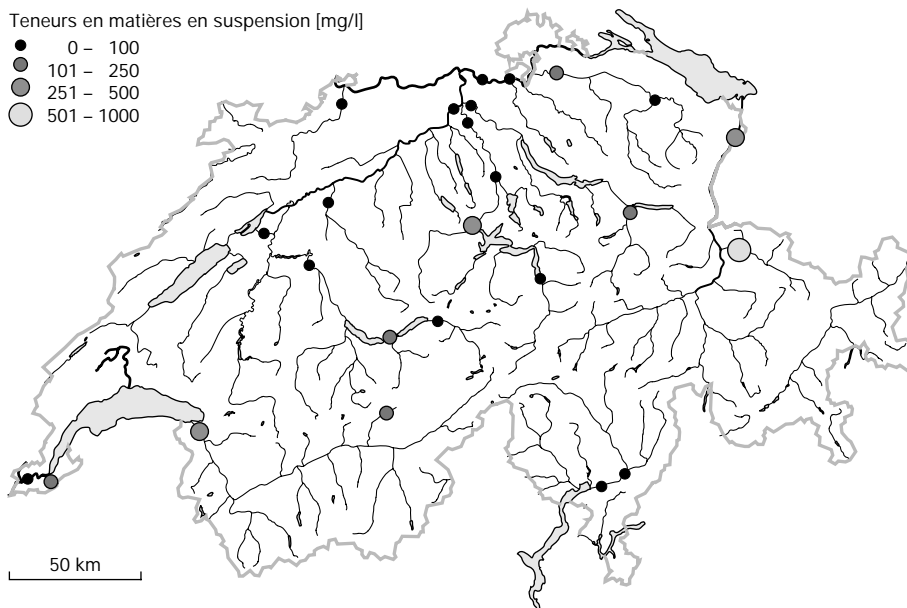 Teneurs en matières en suspension [mg/l]
0 – 100
101 – 250
251 – 500
501 – 1000
50 km